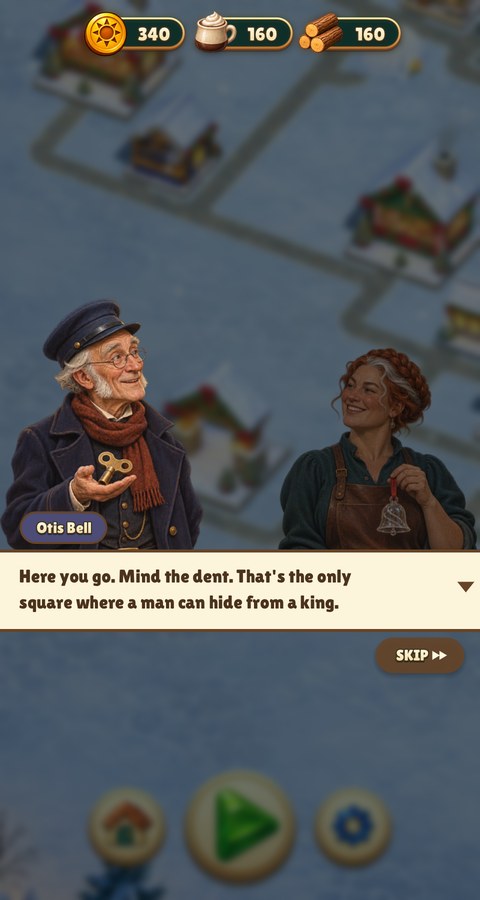 340
160
160
Otis Bell
Here you go. Mind the dent. That's the only
square where a man can hide from a king.
SKIP